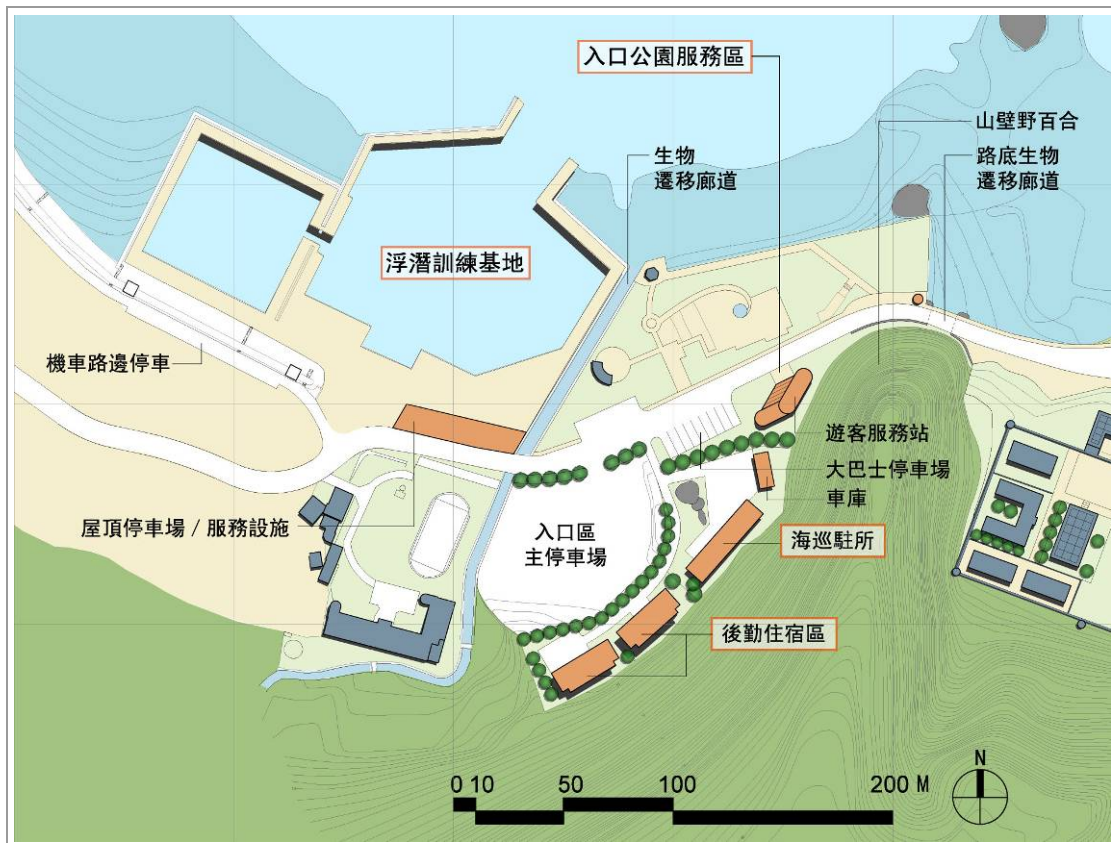 入口公園服務區
山壁野百合
生物
遷移廊道
路底生物
遷移廊道
浮潛訓練基地
機車路邊停車
遊客服務站
大巴士停車場
車庫
屋頂停車場 / 服務設施
入口區
主停車場
海巡駐所
後勤住宿區
0 10 50 100 200 M
N